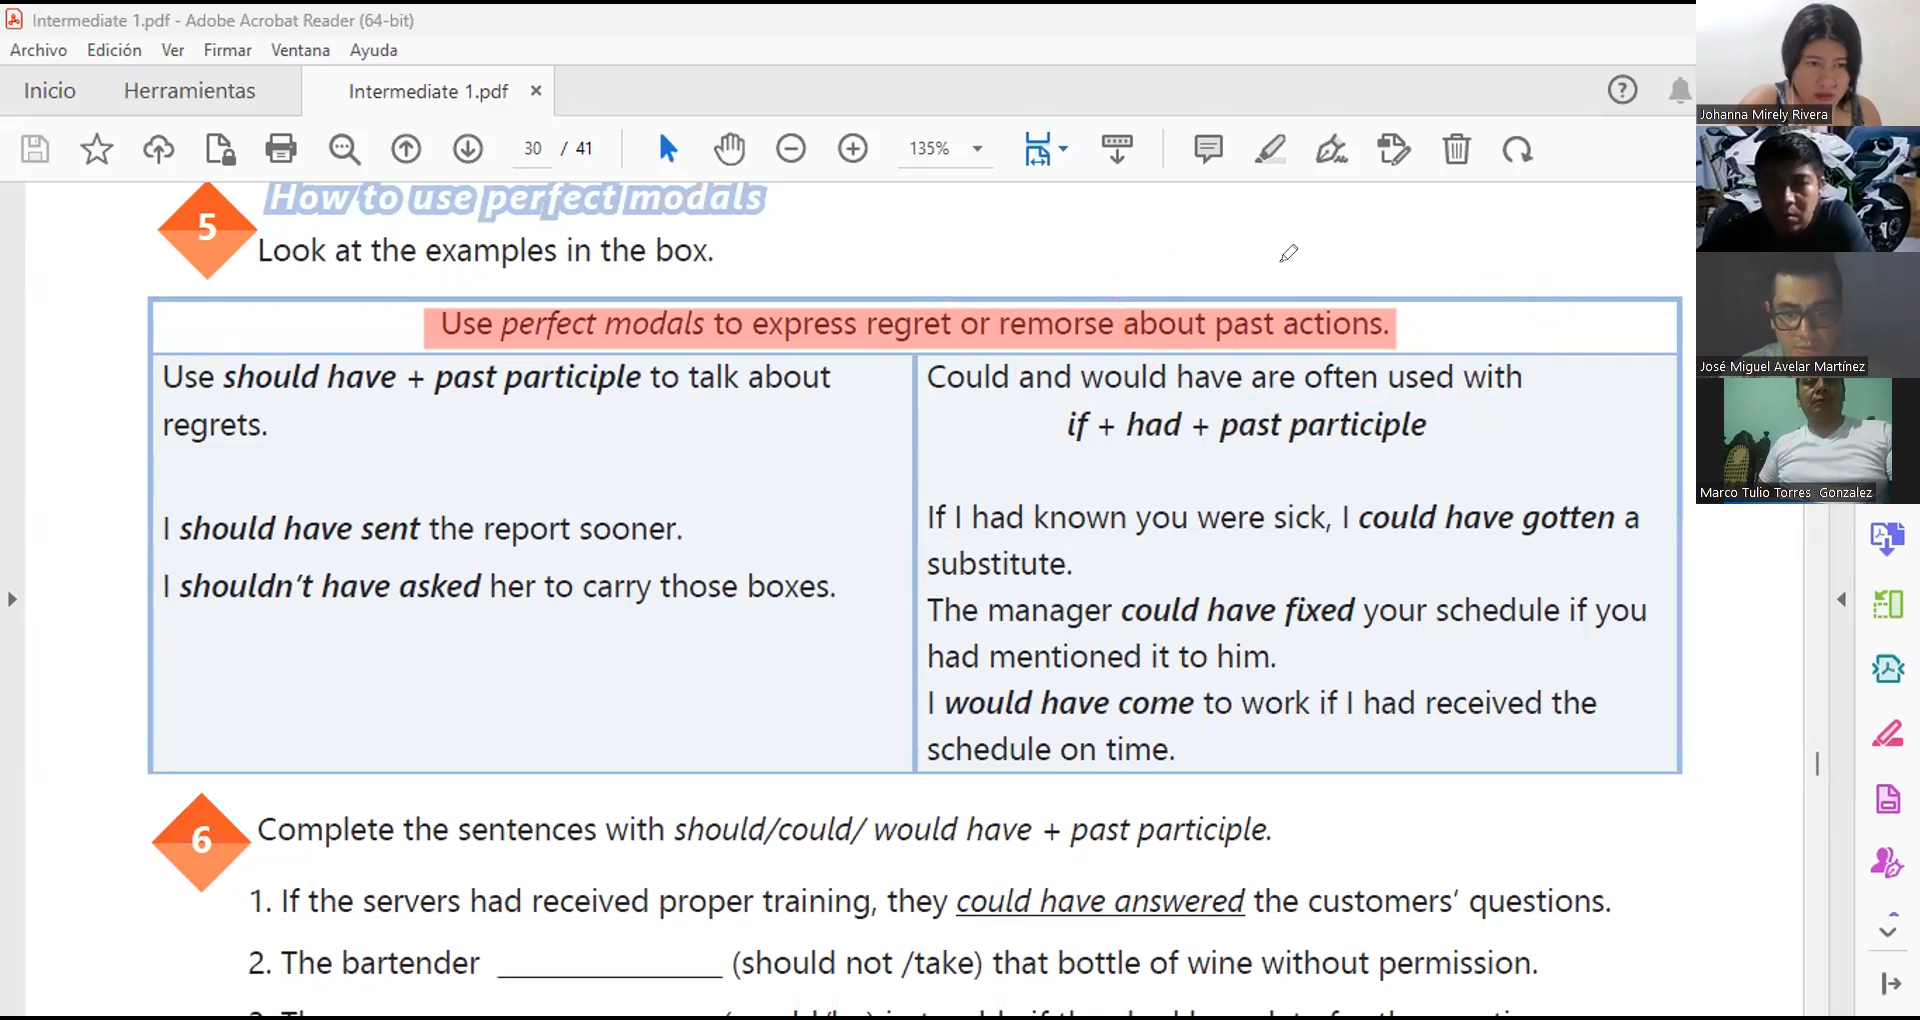 Intermediate 1.pdf - Adobe Acrobat Reader (64-bit)
Archivo Edición Ver Firmar Ventana Ayuda
Inicio Herramientas Intermediate 1.pdf ×
30 / 41 135%
5 How to use perfect modals
Look at the examples in the box.
Use perfect modals to express regret or remorse about past actions.
Use should have + past participle to talk about
regrets.
I should have sent the report sooner.
I shouldn't have asked her to carry those boxes.
Could and would have are often used with
if + had + past participle
If I had known you were sick, I could have gotten a
substitute.
The manager could have fixed your schedule if you
had mentioned it to him.
I would have come to work if I had received the
schedule on time.
6 Complete the sentences with should/could/ would have + past participle.
1. If the servers had received proper training, they could have answered the customers' questions.
2. The bartender ______________ (should not /take) that bottle of wine without permission.
Johanna Mirely Rivera
José Miguel Avelar Martínez
Marco Tulio Torres Gonzalez